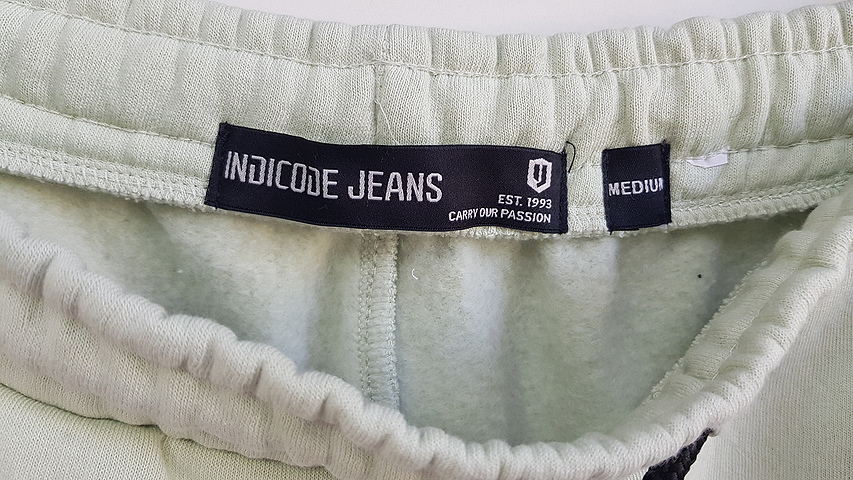 INDICODE JEANS
EST. 1993
CARRY OUR PASSION
MEDIUM